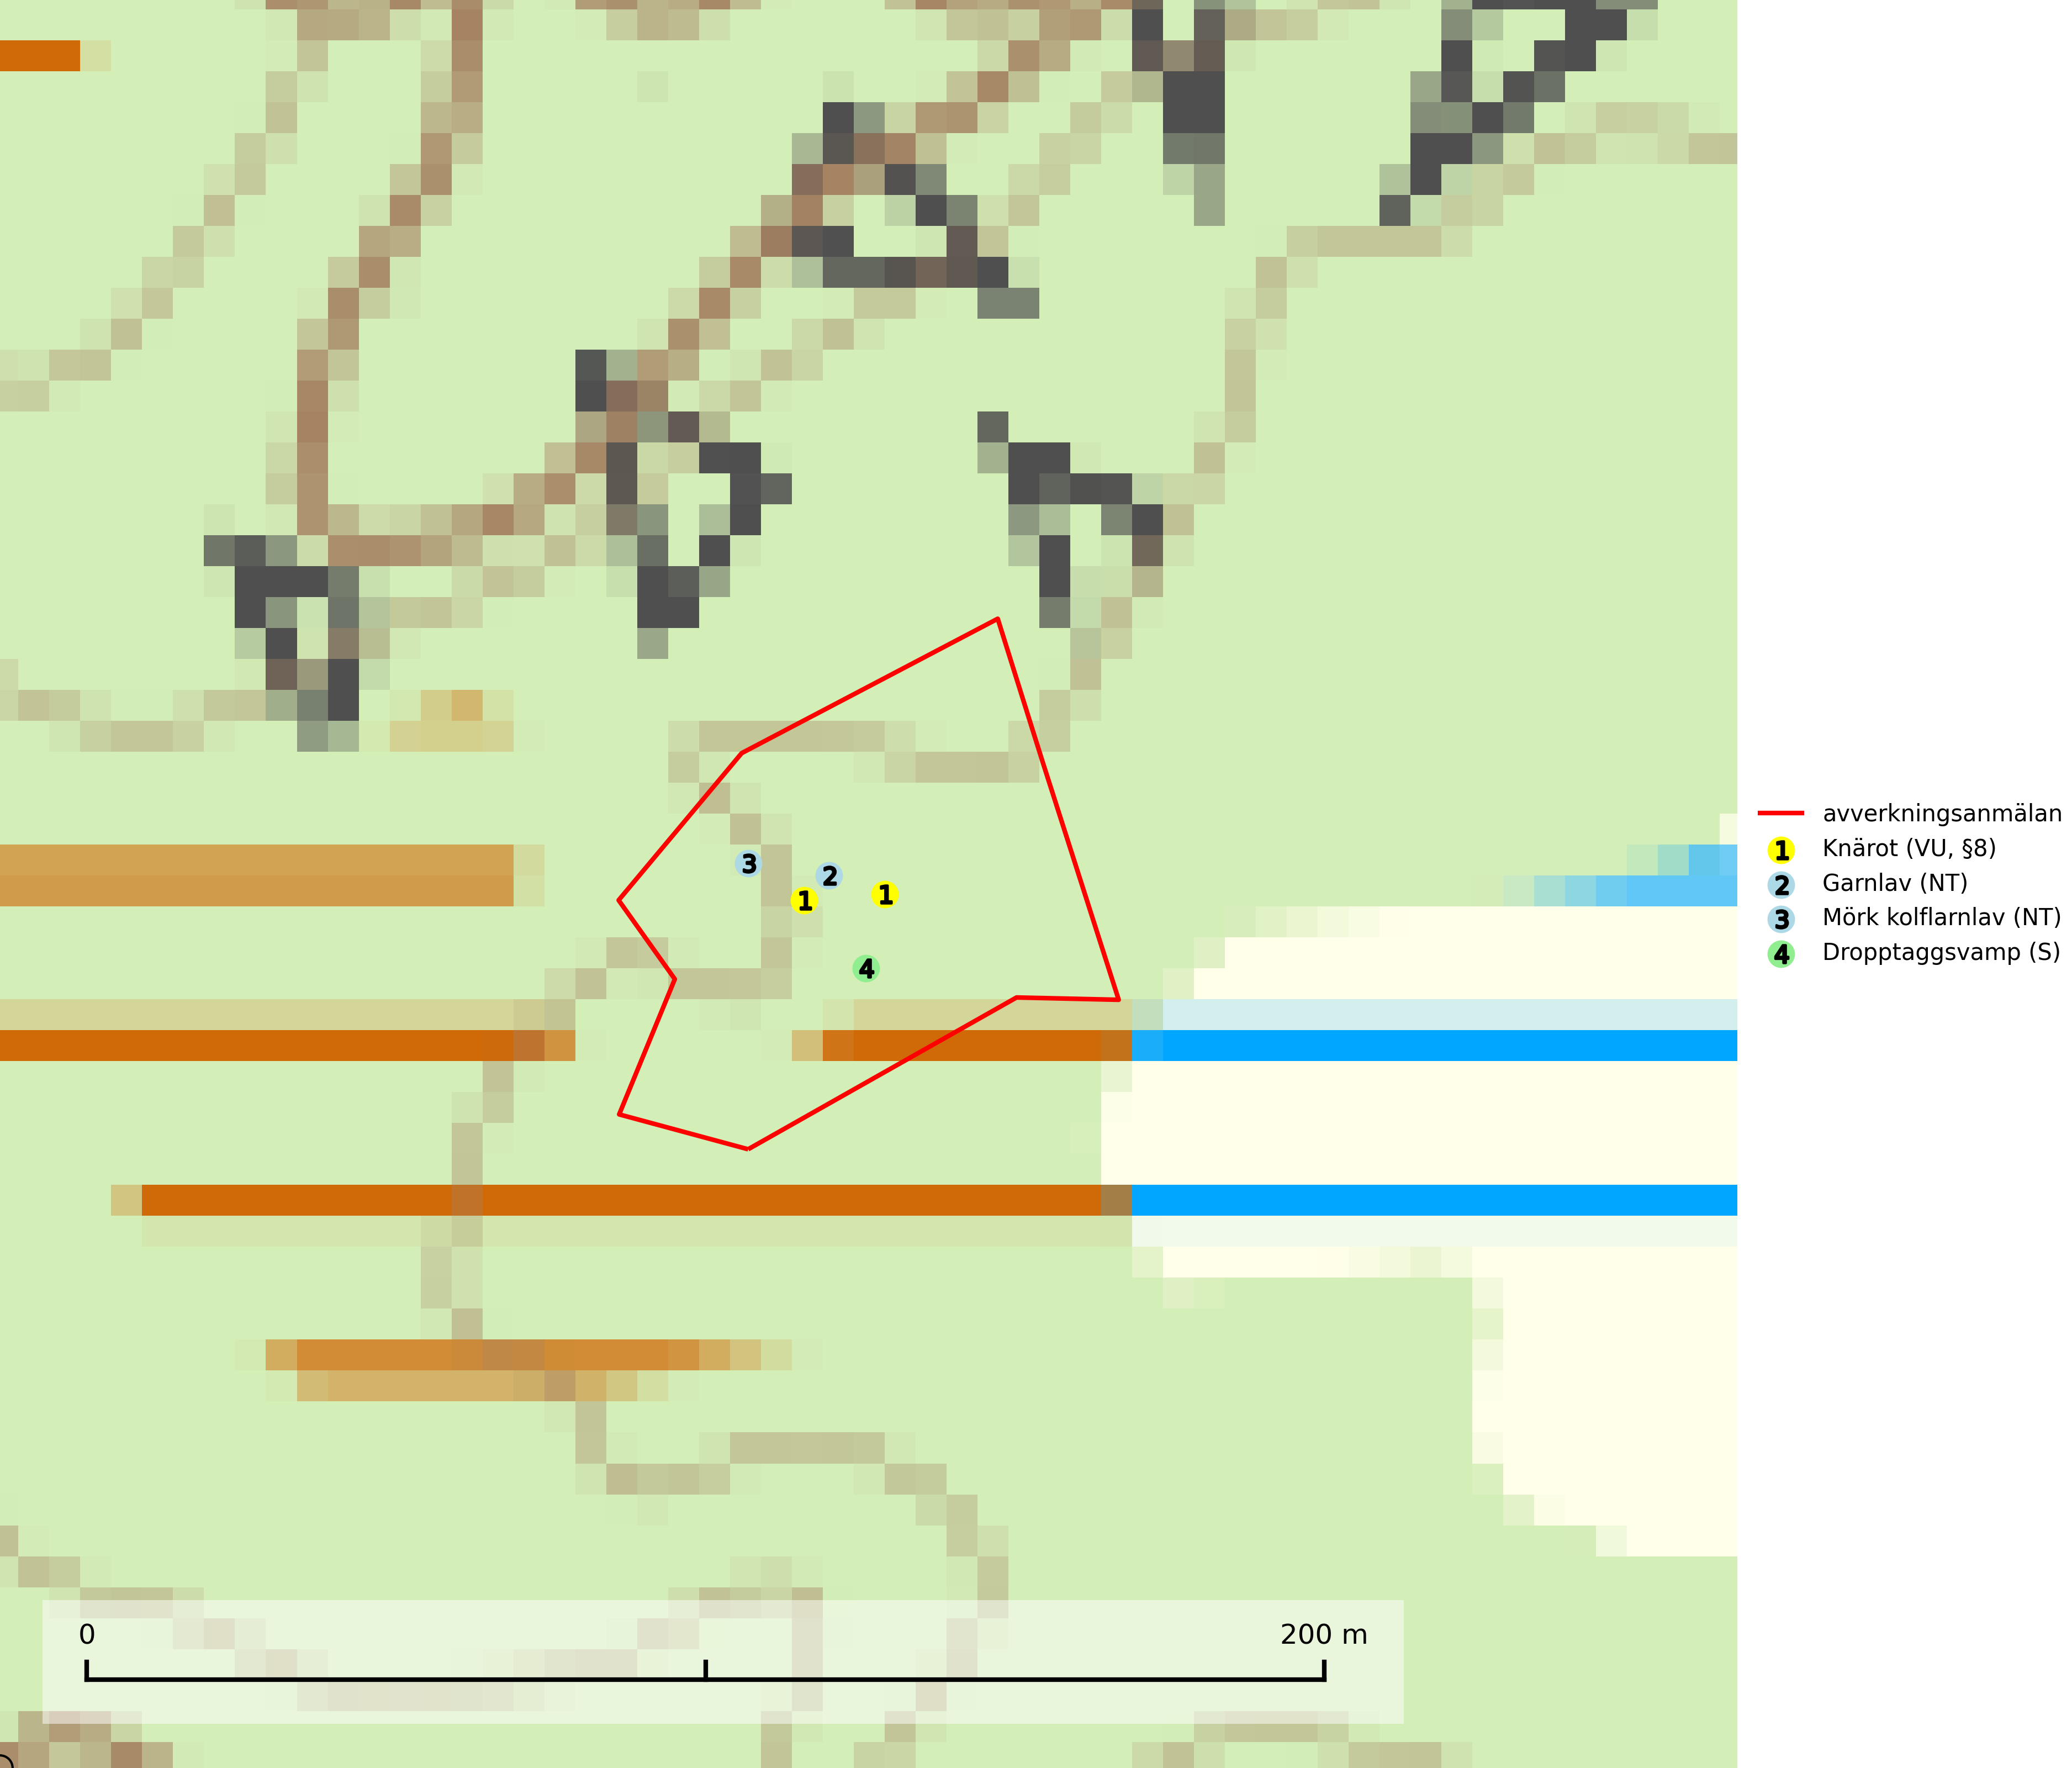 3
2
1
1
4
avverkningsanmälan
1 Knärot (VU, §8)
2 Garnlav (NT)
3 Mörk kolflarnlav (NT)
4 Dropptaggsvamp (S)
0 200 m